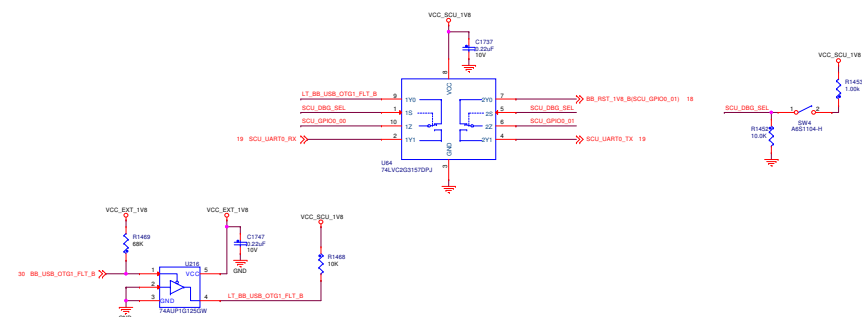 VCC_SCU_1V8
C1737
0.22uF
10V
8
VCC
LT_BB_USB_OTG1_FLT_B 9 1Y0 2Y0 7 BB_RST_1V8_B(SCU_GPIO0_01) 18
SCU_DBG_SEL 1 1S 2S 5 SCU_DBG_SEL
SCU_GPIO0_00 10 1Z 2Z 6 SCU_GPIO0_01
19 SCU_UART0_RX 2 1Y1 2Y1 4 SCU_UART0_TX 19
GND
3
U64
74LVC2G3157DPJ
VCC_SCU_1V8
R1453
1.00k
SCU_DBG_SEL 1 2
SW4
A6S1104-H
R1452
10.0K
VCC_EXT_1V8 VCC_EXT_1V8 VCC_SCU_1V8
R1469
68K
C1747
0.22uF
10V
GND
R1468
10K
U216
30 BB_USB_OTG1_FLT_B 1 VCC 5
2
3 GND 4 LT_BB_USB_OTG1_FLT_B
GND
74AUP1G125GW